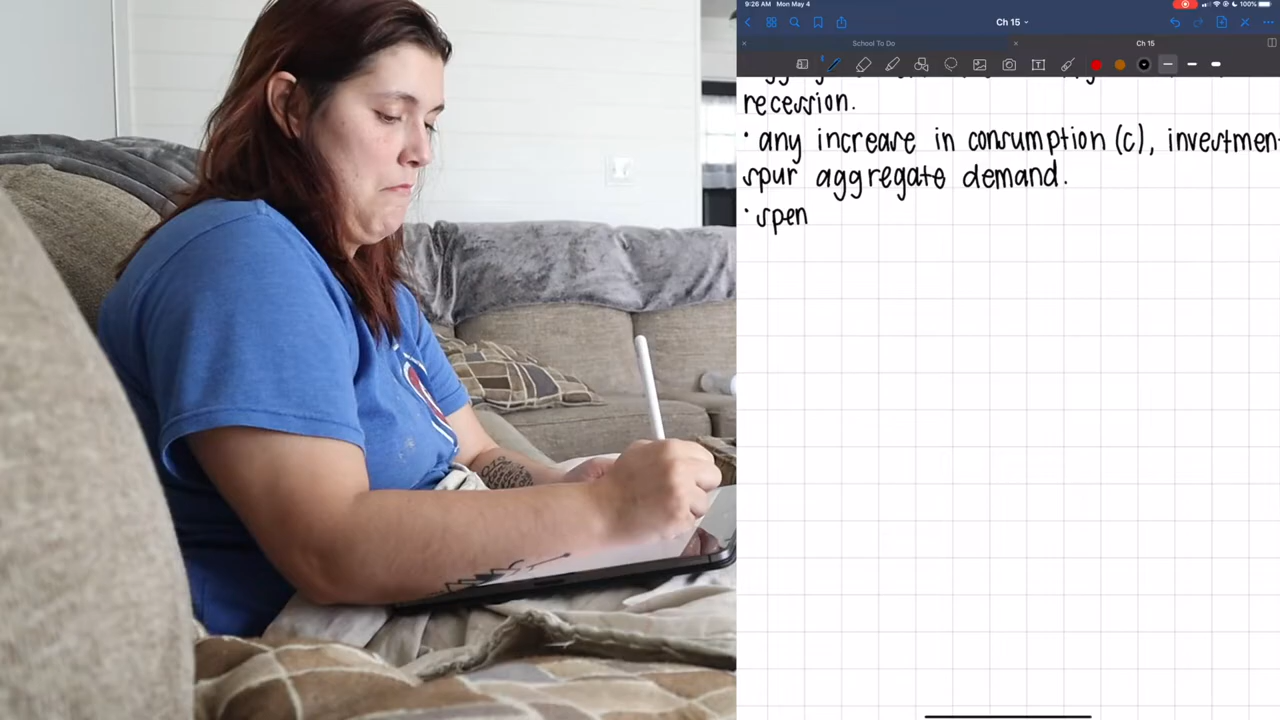 9:26 AM Mon May 4
100%
Ch 15
School To Do
Ch 15
recession.
· any increase in consumption (c), investmen
spur aggregate demand.
· spen